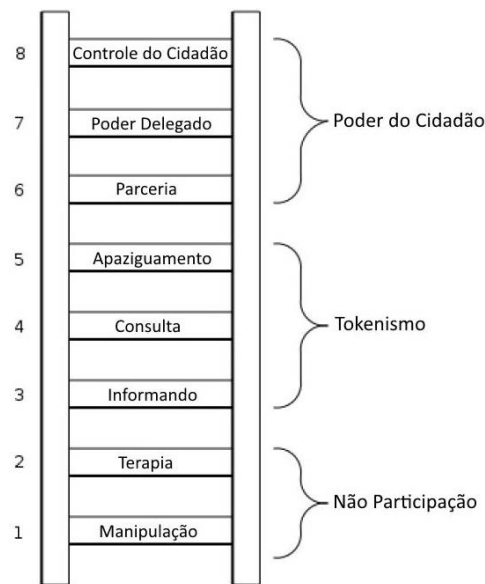 8 Controle do Cidadão
7 Poder Delegado
Poder do Cidadão
6 Parceria
5 Apaziguamento
4 Consulta
Tokenismo
3 Informando
2 Terapia
Não Participação
1 Manipulação